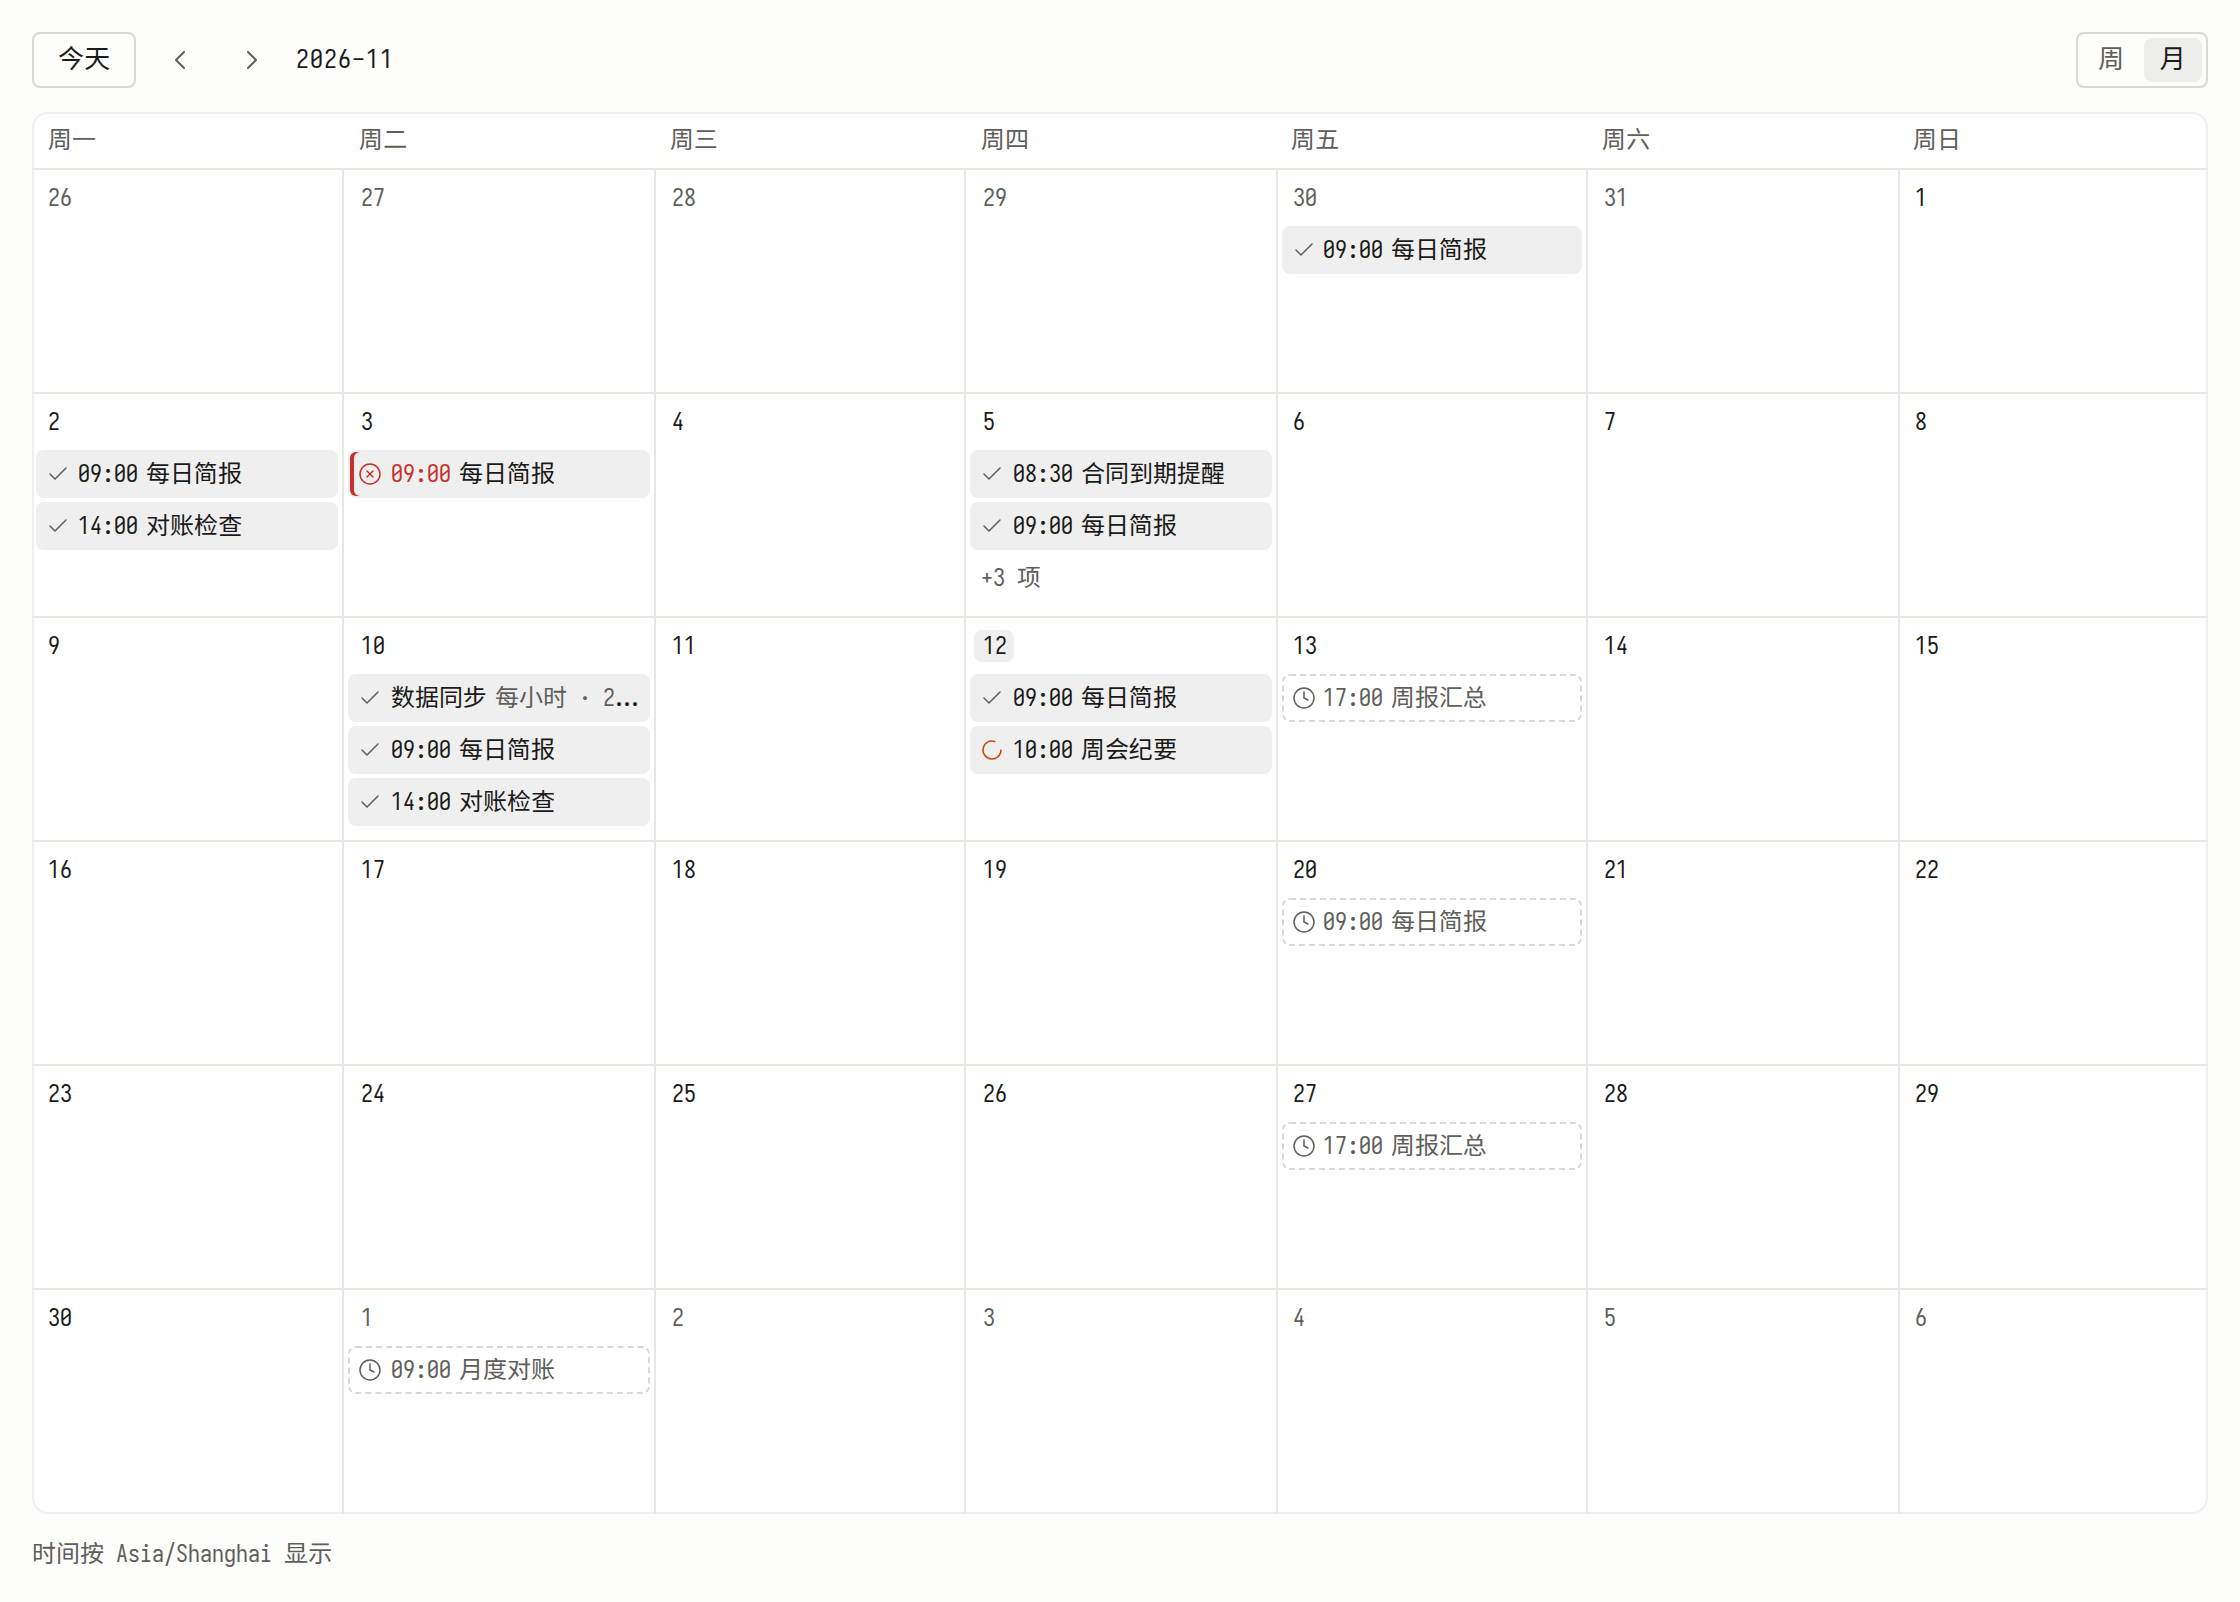 今天 2026-11 周 月
周一 周二 周三 周四 周五 周六 周日
26 27 28 29 30 31 1
09:00 每日简报
2 3 4 5 6 7 8
09:00 每日简报 09:00 每日简报 08:30 合同到期提醒
14:00 对账检查 09:00 每日简报
+3 项
9 10 11 12 13 14 15
数据同步 每小时 · 2... 09:00 每日简报 17:00 周报汇总
09:00 每日简报 10:00 周会纪要
14:00 对账检查
16 17 18 19 20 21 22
09:00 每日简报
23 24 25 26 27 28 29
17:00 周报汇总
30 1 2 3 4 5 6
09:00 月度对账
时间按 Asia/Shanghai 显示